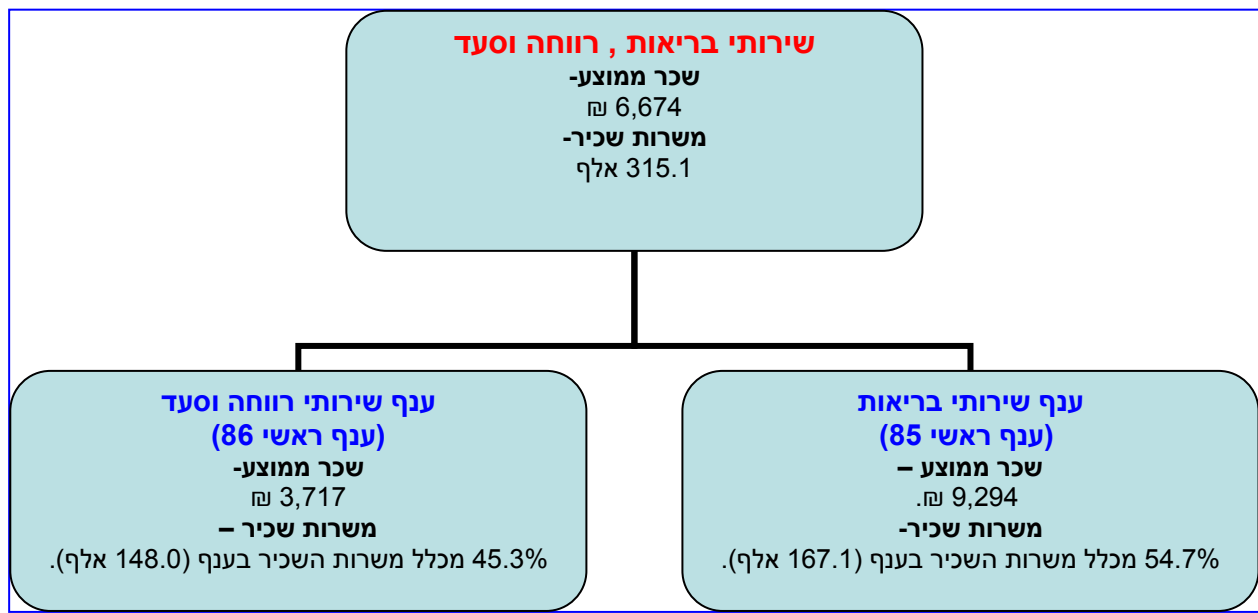 שירותי בריאות , רווחה וסעד
שכר ממוצע-
6,674 ₪
משרות שכיר-
315.1 אלף
ענף שירותי בריאות
(ענף ראשי 85)
שכר ממוצע –
9,294 ₪.
משרות שכיר-
54.7% מכלל משרות השכיר בענף (167.1 אלף).
ענף שירותי רווחה וסעד
(ענף ראשי 86)
שכר ממוצע-
3,717 ₪
משרות שכיר –
45.3% מכלל משרות השכיר בענף (148.0 אלף).